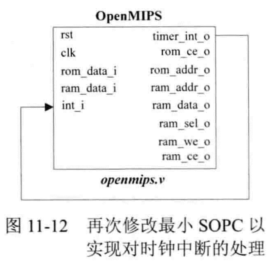 OpenMIPS
rst timer_int_o
clk rom_ce_o
rom_data_i rom_addr_o
ram_data_i ram_addr_o
int_i ram_data_o
ram_sel_o
ram_we_o
ram_ce_o
openmips.v
图 11-12 再次修改最小 SOPC 以
实现对时钟中断的处理